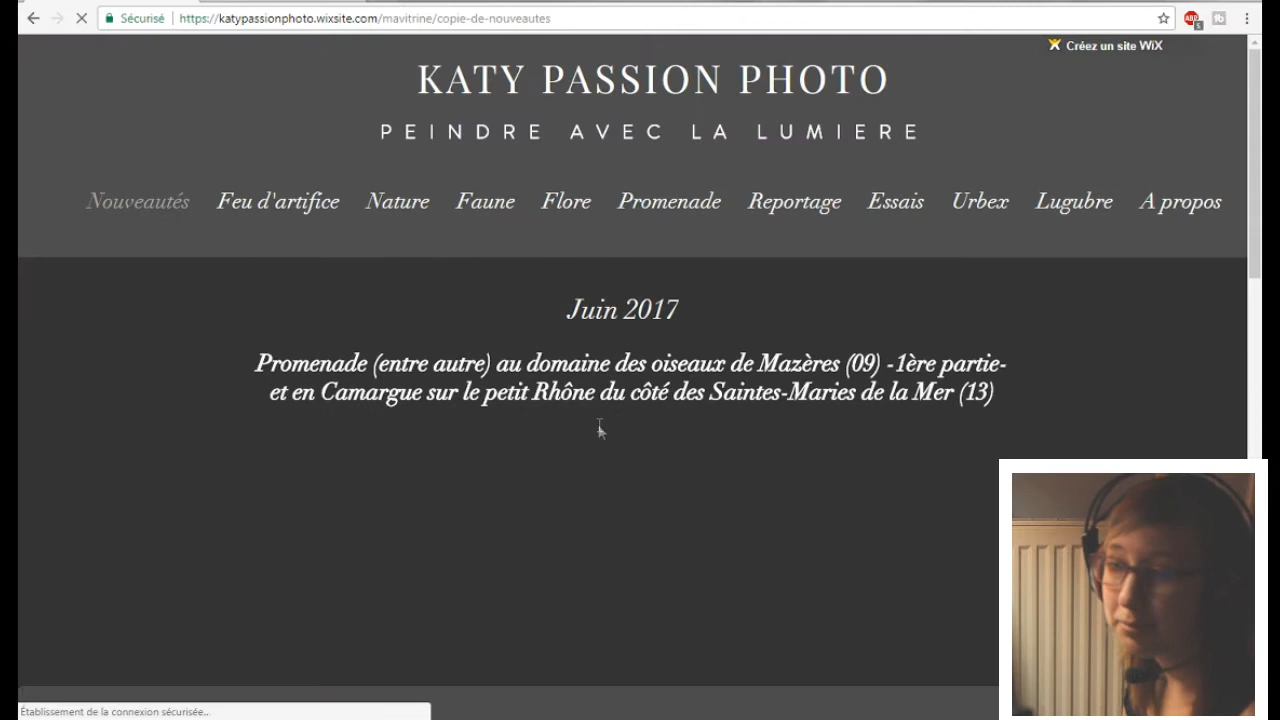 Sécurisé | https://katypassionphoto.wixsite.com/mavitrine/copie-de-nouveautes
ABP 5
Créez un site WiX
KATY PASSION PHOTO
PEINDRE AVEC LA LUMIERE
Nouveautés Feu d'artifice Nature Faune Flore Promenade Reportage Essais Urbex Lugubre A propos
Juin 2017
Promenade (entre autre) au domaine des oiseaux de Mazères (09) -1ère partie-
et en Camargue sur le petit Rhône du côté des Saintes-Maries de la Mer (13)
Établissement de la connexion sécurisée...